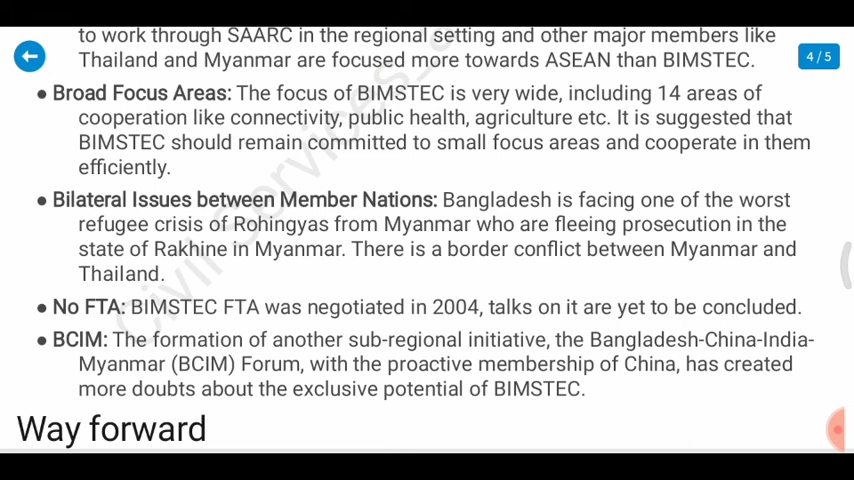 to work through SAARC in the regional setting and other major members like
Thailand and Myanmar are focused more towards ASEAN than BIMSTEC.
4 / 5
● Broad Focus Areas: The focus of BIMSTEC is very wide, including 14 areas of
cooperation like connectivity, public health, agriculture etc. It is suggested that
BIMSTEC should remain committed to small focus areas and cooperate in them
efficiently.
● Bilateral Issues between Member Nations: Bangladesh is facing one of the worst
refugee crisis of Rohingyas from Myanmar who are fleeing prosecution in the
state of Rakhine in Myanmar. There is a border conflict between Myanmar and
Thailand.
● No FTA: BIMSTEC FTA was negotiated in 2004, talks on it are yet to be concluded.
● BCIM: The formation of another sub-regional initiative, the Bangladesh-China-India-
Myanmar (BCIM) Forum, with the proactive membership of China, has created
more doubts about the exclusive potential of BIMSTEC.
Way forward
Civil Services_